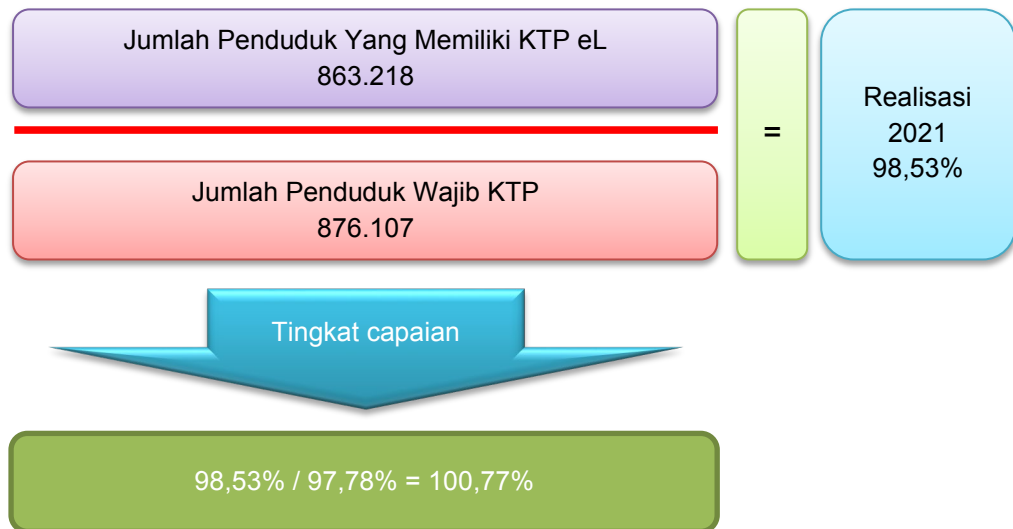 Jumlah Penduduk Yang Memiliki KTP eL
863.218
Jumlah Penduduk Wajib KTP
876.107
=
Realisasi
2021
98,53%
Tingkat capaian
98,53% / 97,78% = 100,77%